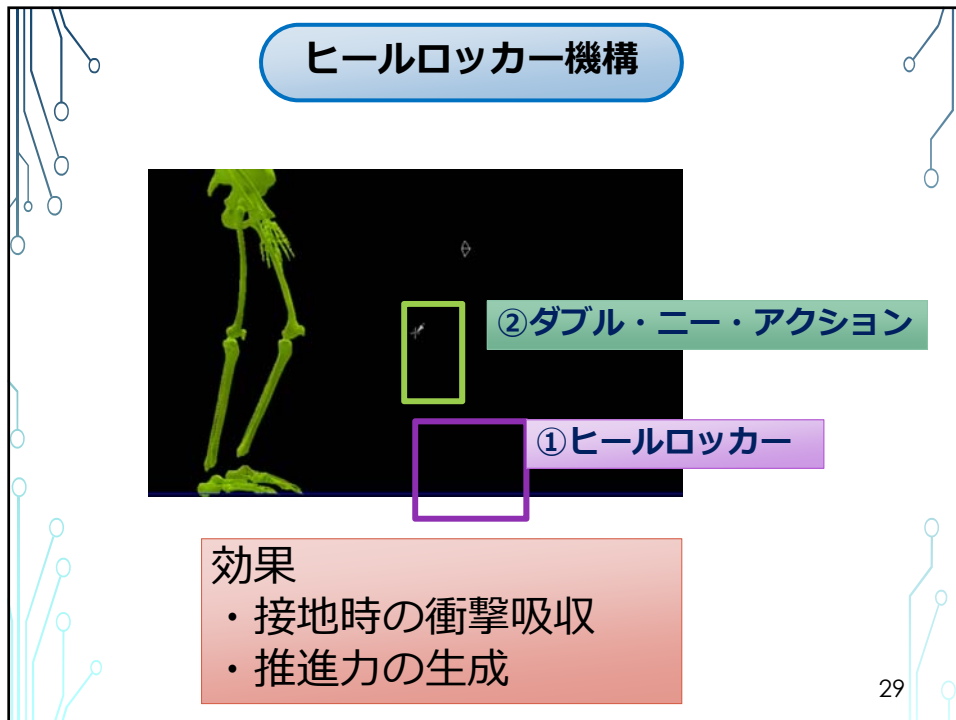 ヒールロッカー機構
②ダブル・ニー・アクション
①ヒールロッカー
効果
・接地時の衝撃吸収
・推進力の生成
29